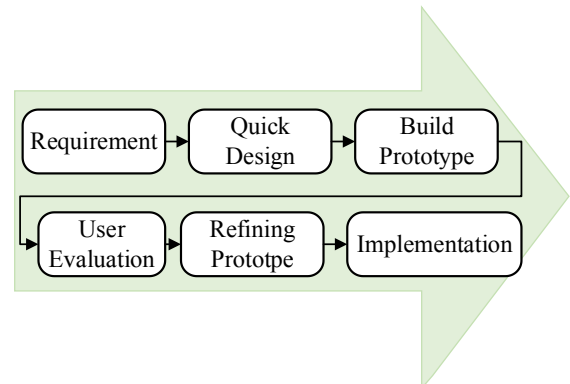 Requirement
Quick
Design
Build
Prototype
User
Evaluation
Refining
Prototpe
Implementation